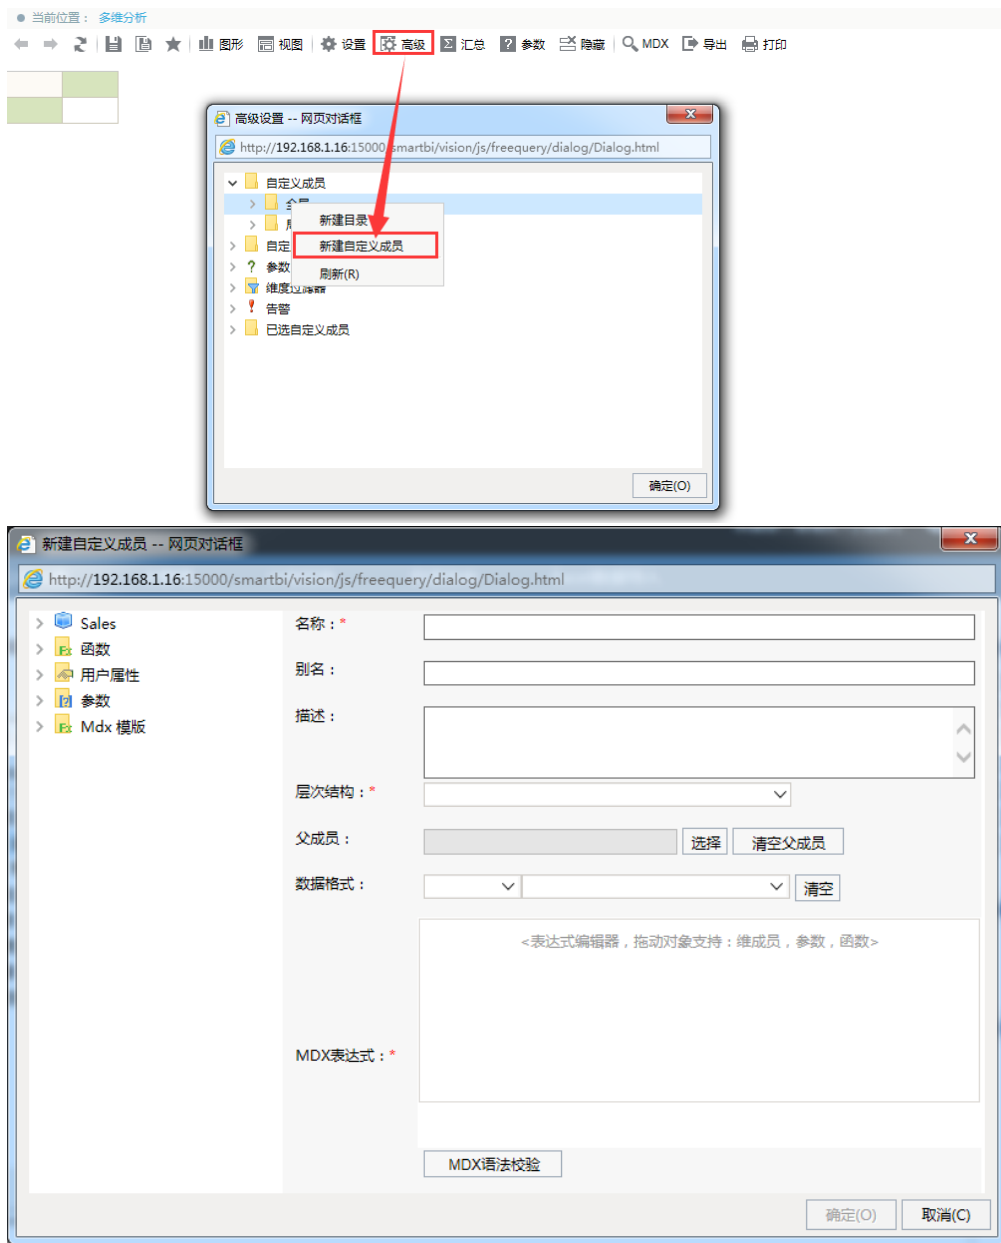 当前位置： 多维分析
图形 视图 设置 高级 汇总 参数 隐藏 MDX 导出 打印
高级设置 -- 网页对话框
http://192.168.1.16:15000/smartbi/vision/js/freequery/dialog/Dialog.html
自定义成员
新建目录
自定
新建自定义成员
参数
刷新(R)
维度过滤器
告警
已选自定义成员
确定(O)
新建自定义成员 -- 网页对话框
http://192.168.1.16:15000/smartbi/vision/js/freequery/dialog/Dialog.html
Sales
函数
用户属性
参数
Mdx 模版
名称：*
别名：
描述：
层次结构：*
父成员：
选择 清空父成员
数据格式：
清空
<表达式编辑器，拖动对象支持：维成员，参数，函数>
MDX表达式：*
MDX语法校验
确定(O) 取消(C)